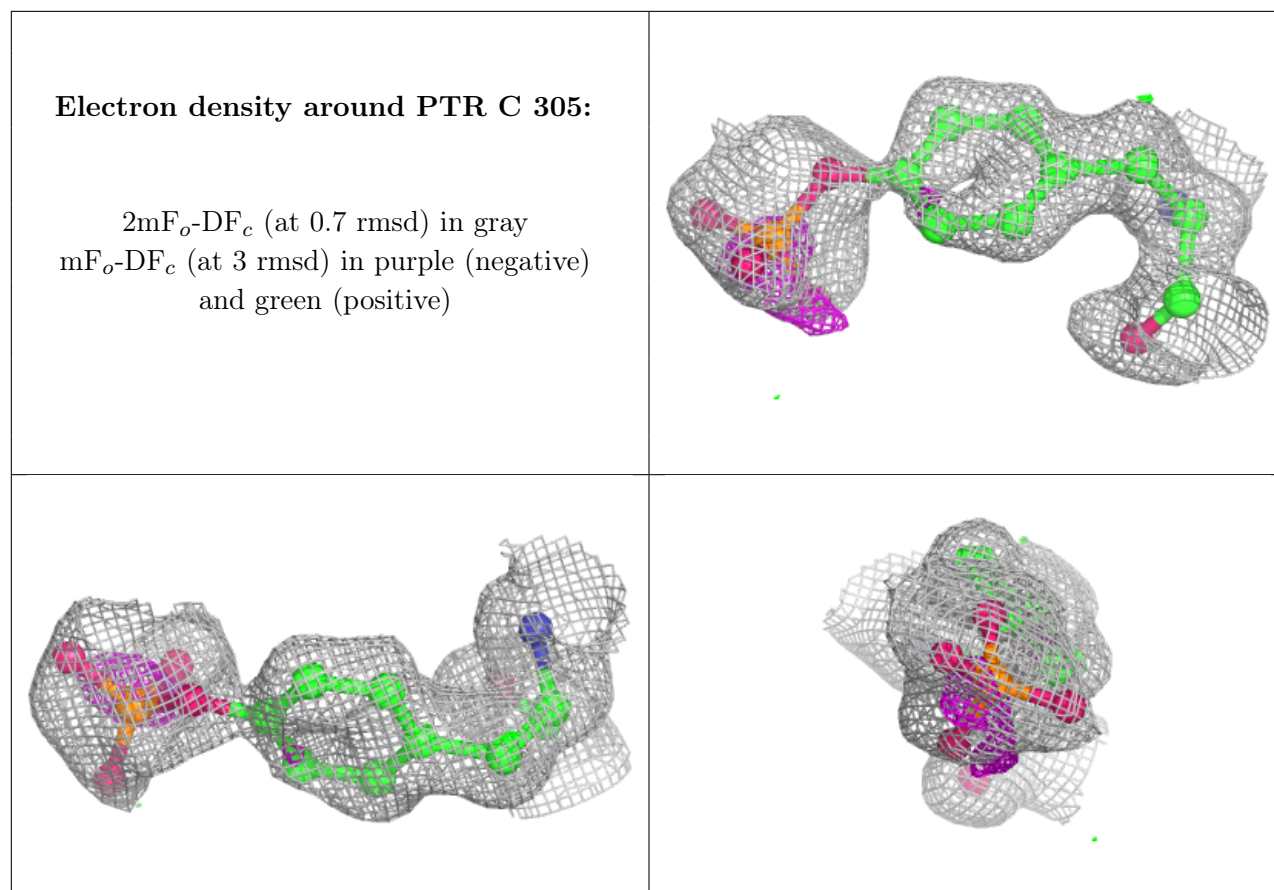 Electron density around PTR C 305:
2mFo-DFc (at 0.7 rmsd) in gray
mFo-DFc (at 3 rmsd) in purple (negative)
and green (positive)